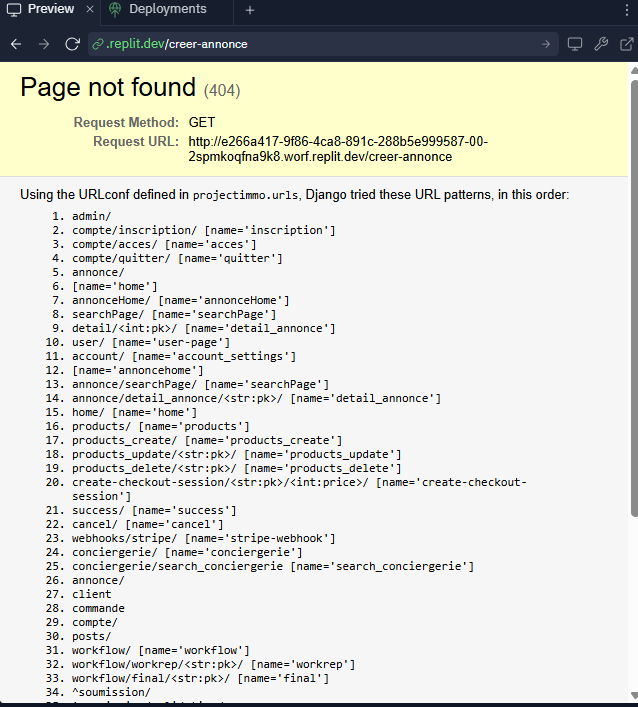 Preview
Deployments
.replit.dev/creer-annonce
Page not found (404)
Request Method: GET
Request URL: http://e266a417-9f86-4ca8-891c-288b5e999587-00-
2spmkoqfna9k8.worf.replit.dev/creer-annonce
Using the URLconf defined in projectimmo.urls, Django tried these URL patterns, in this order:
1. admin/
2. compte/inscription/ [name='inscription']
3. compte/acces/ [name='acces']
4. compte/quitter/ [name='quitter']
5. annonce/
6. [name='home']
7. annonceHome/ [name='annonceHome']
8. searchPage/ [name='searchPage']
9. detail/<int:pk>/ [name='detail_annonce']
10. user/ [name='user-page']
11. account/ [name='account_settings']
12. [name='annoncehome']
13. annonce/searchPage/ [name='searchPage']
14. annonce/detail_annonce/<str:pk>/ [name='detail_annonce']
15. home/ [name='home']
16. products/ [name='products']
17. products_create/ [name='products_create']
18. products_update/<str:pk>/ [name='products_update']
19. products_delete/<str:pk>/ [name='products_delete']
20. create-checkout-session/<str:pk>/<int:price>/ [name='create-checkout-
session']
21. success/ [name='success']
22. cancel/ [name='cancel']
23. webhooks/stripe/ [name='stripe-webhook']
24. conciergerie/ [name='conciergerie']
25. conciergerie/search_conciergerie [name='search_conciergerie']
26. annonce/
27. client
28. commande
29. compte/
30. posts/
31. workflow/ [name='workflow']
32. workflow/workrep/<str:pk>/ [name='workrep']
33. workflow/final/<str:pk>/ [name='final']
34. ^soumission/